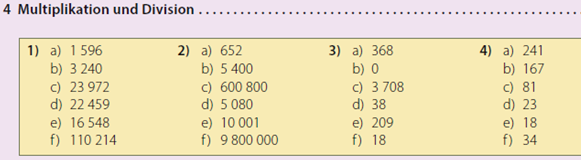 4 Multiplikation und Division . . . . . . . . . . . . . . . . . . . . . . . . . . . . . . . . . . . . . . . . . . . . . . . . . . . . . .
1) a) 1 596 2) a) 652 3) a) 368 4) a) 241
b) 3 240 b) 5 400 b) 0 b) 167
c) 23 972 c) 600 800 c) 3 708 c) 81
d) 22 459 d) 5 080 d) 38 d) 23
e) 16 548 e) 10 001 e) 209 e) 18
f) 110 214 f) 9 800 000 f) 18 f) 34